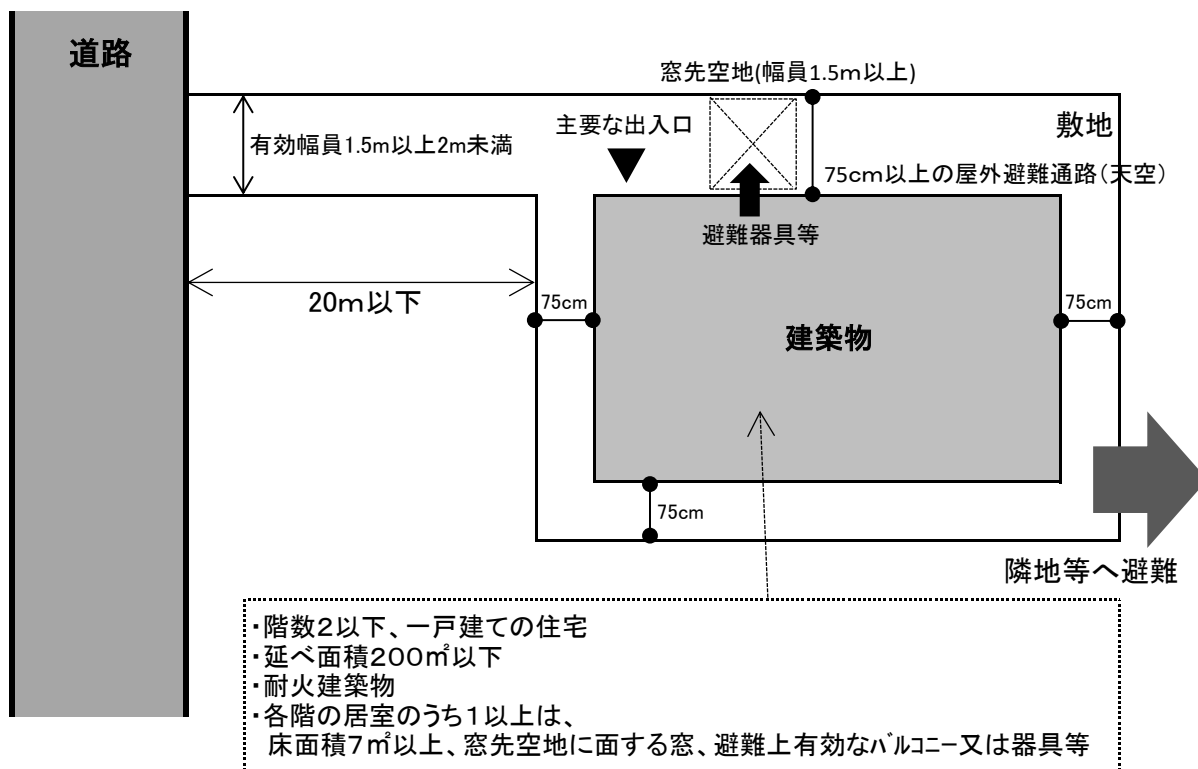 道路
窓先空地(幅員1.5m以上)
主要な出入口
敷地
有効幅員1.5m以上2m未満
75cm以上の屋外避難通路(天空)
避難器具等
20m以下
75cm
75cm
建築物
75cm
隣地等へ避難
・階数2以下、一戸建ての住宅
・延べ面積200㎡以下
・耐火建築物
・各階の居室のうち1以上は、
床面積7㎡以上、窓先空地に面する窓、避難上有効なバルコニー又は器具等